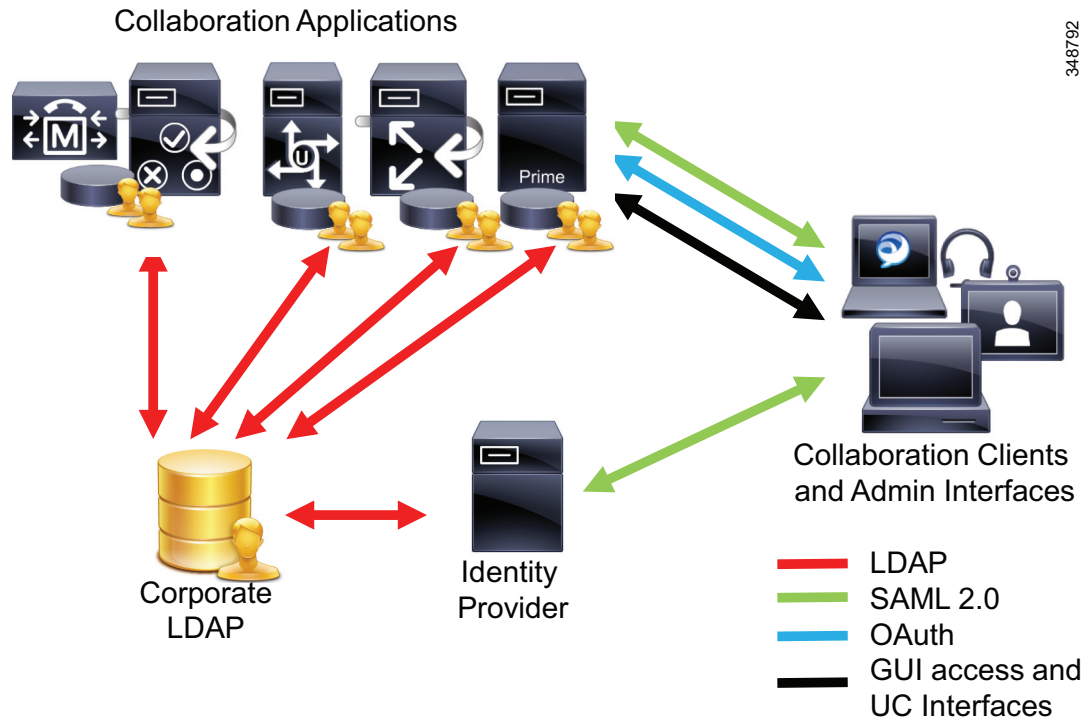 Collaboration Applications
348792
M
U
Prime
Collaboration Clients
and Admin Interfaces
Identity
Provider
Corporate
LDAP
LDAP
SAML 2.0
OAuth
GUI access and
UC Interfaces